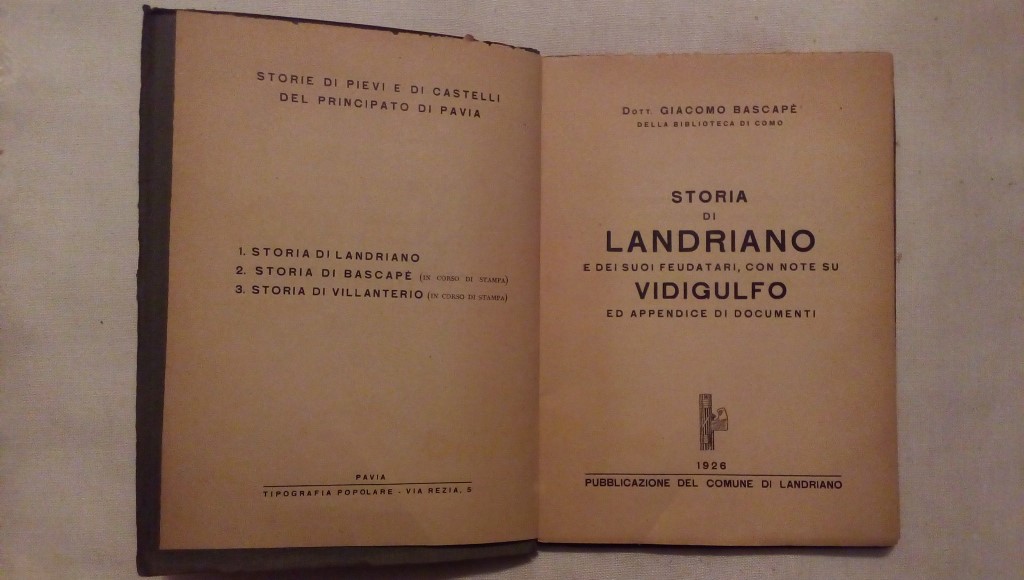 STORIE DI PIEVI E DI CASTELLI
DEL PRINCIPATO DI PAVIA
1. STORIA DI LANDRIANO
2. STORIA DI BASCAPÈ (IN CORSO DI STAMPA)
3. STORIA DI VILLANTERIO (IN CORSO DI STAMPA)
PAVIA
TIPOGRAFIA POPOLARE - VIA REZIA, 5
DOTT. GIACOMO BASCAPÈ
DELLA BIBLIOTECA DI COMO
STORIA
DI
LANDRIANO
E DEI SUOI FEUDATARI, CON NOTE SU
VIDIGULFO
ED APPENDICE DI DOCUMENTI
1926
PUBBLICAZIONE DEL COMUNE DI LANDRIANO